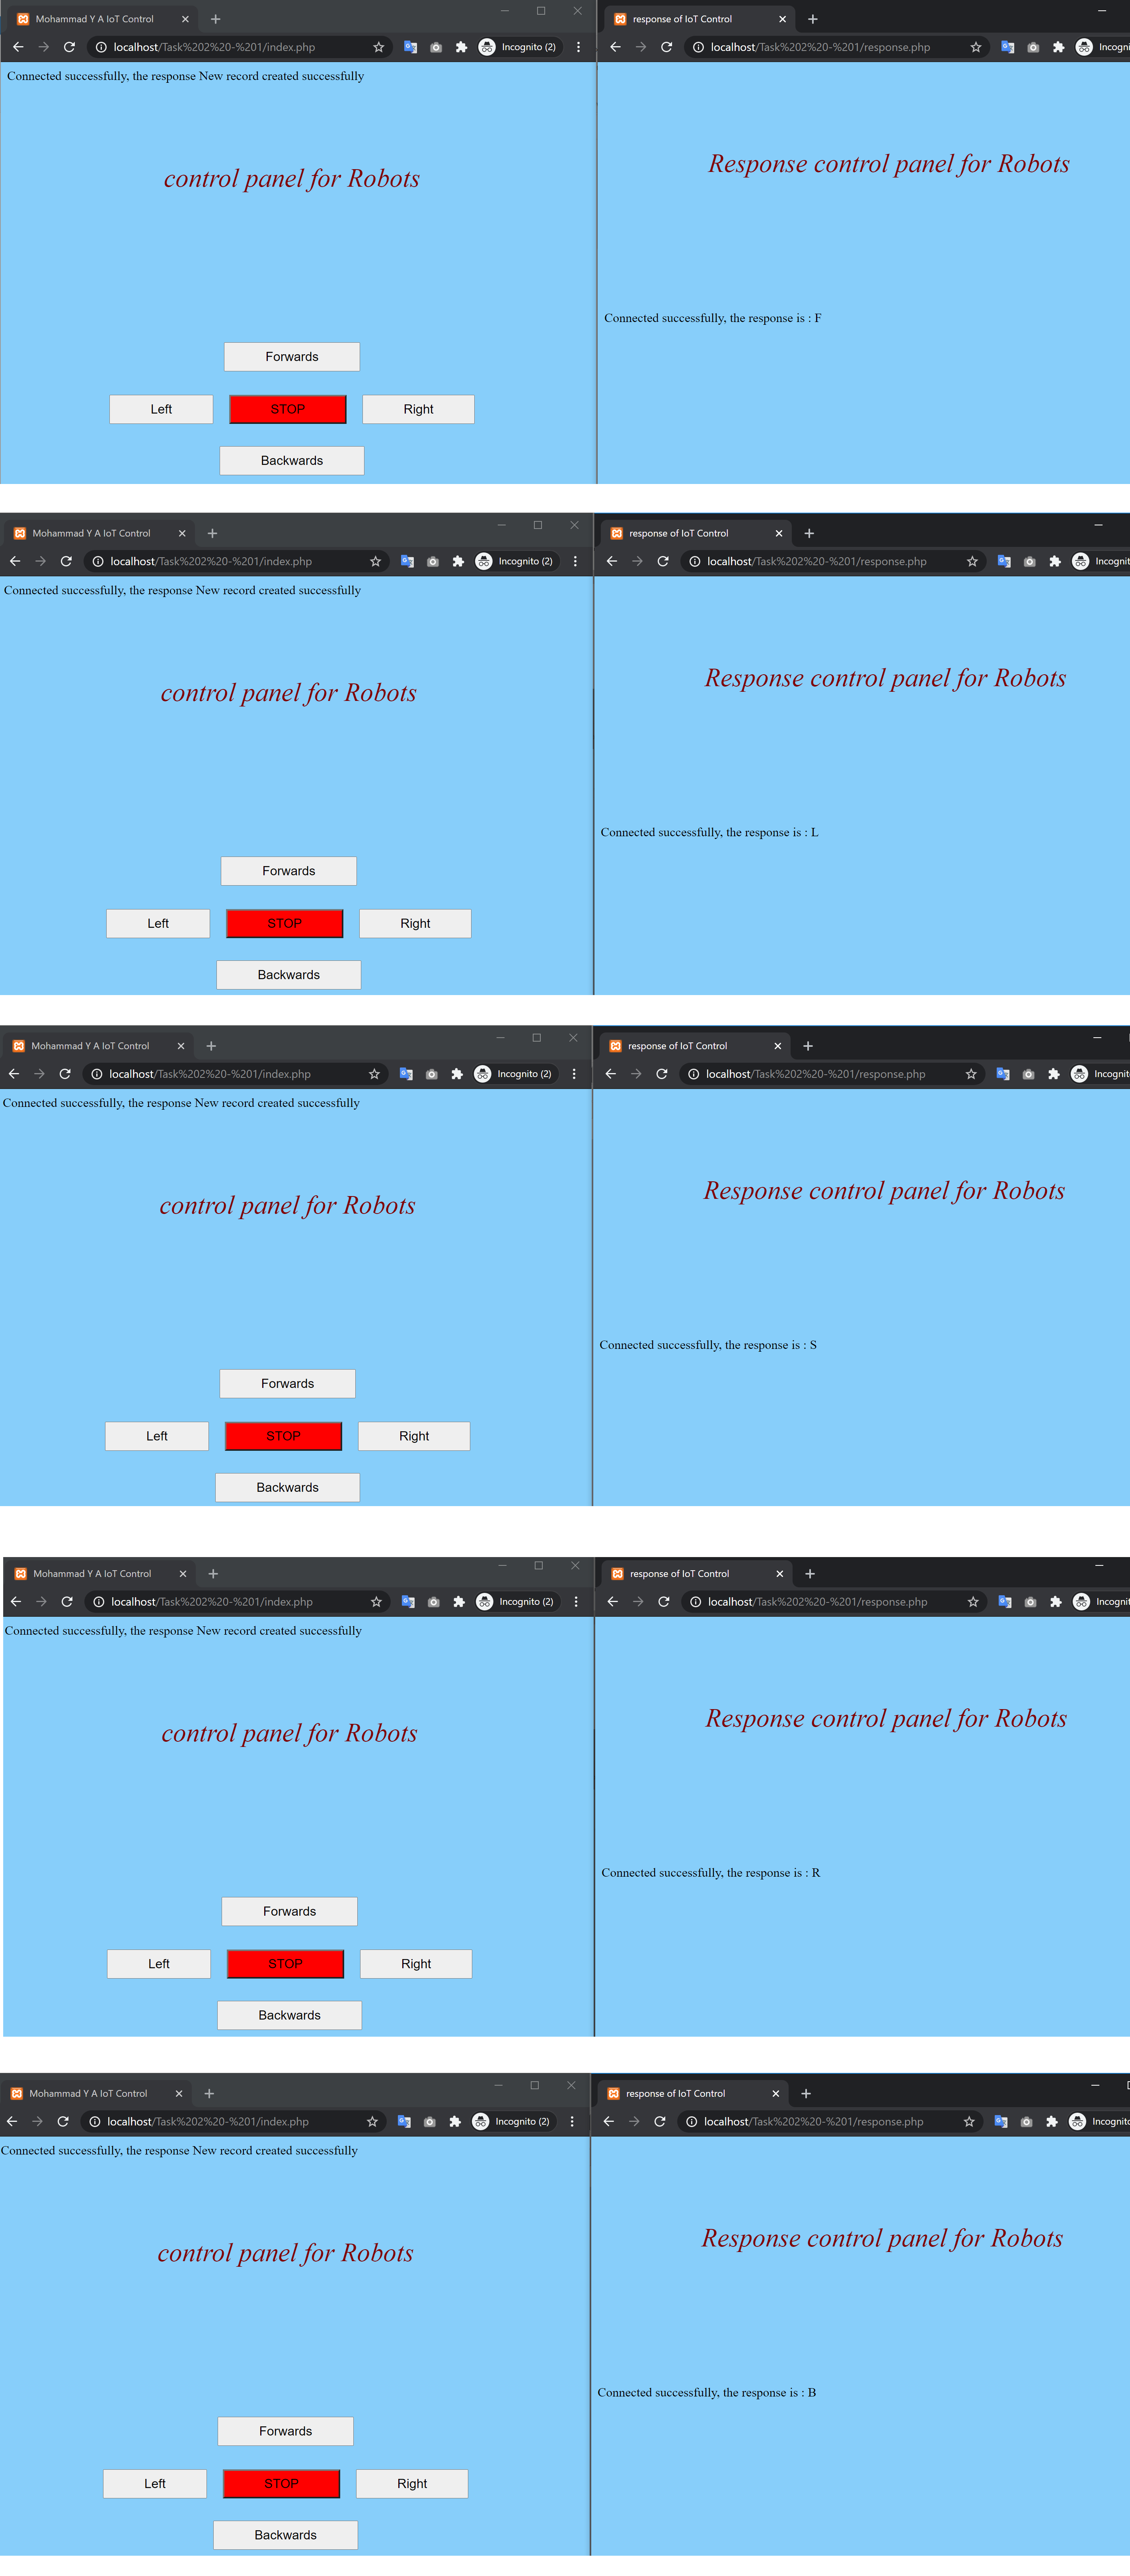 Mohammad Y A IoT Control
localhost/Task%202%20-%201/index.php
Incognito (2)
Connected successfully, the response New record created successfully
control panel for Robots
Forwards
Left STOP Right
Backwards
response of IoT Control
localhost/Task%202%20-%201/response.php
Incogni
Response control panel for Robots
Connected successfully, the response is : F
Mohammad Y A IoT Control
localhost/Task%202%20-%201/index.php
Incognito (2)
Connected successfully, the response New record created successfully
control panel for Robots
Forwards
Left STOP Right
Backwards
response of IoT Control
localhost/Task%202%20-%201/response.php
Incognit
Response control panel for Robots
Connected successfully, the response is : L
Mohammad Y A IoT Control
localhost/Task%202%20-%201/index.php
Incognito (2)
Connected successfully, the response New record created successfully
control panel for Robots
Forwards
Left STOP Right
Backwards
response of IoT Control
localhost/Task%202%20-%201/response.php
Incognit
Response control panel for Robots
Connected successfully, the response is : S
Mohammad Y A IoT Control
localhost/Task%202%20-%201/index.php
Incognito (2)
Connected successfully, the response New record created successfully
control panel for Robots
Forwards
Left STOP Right
Backwards
response of IoT Control
localhost/Task%202%20-%201/response.php
Incognit
Response control panel for Robots
Connected successfully, the response is : R
Mohammad Y A IoT Control
localhost/Task%202%20-%201/index.php
Incognito (2)
Connected successfully, the response New record created successfully
control panel for Robots
Forwards
Left STOP Right
Backwards
response of IoT Control
localhost/Task%202%20-%201/response.php
Incognito
Response control panel for Robots
Connected successfully, the response is : B